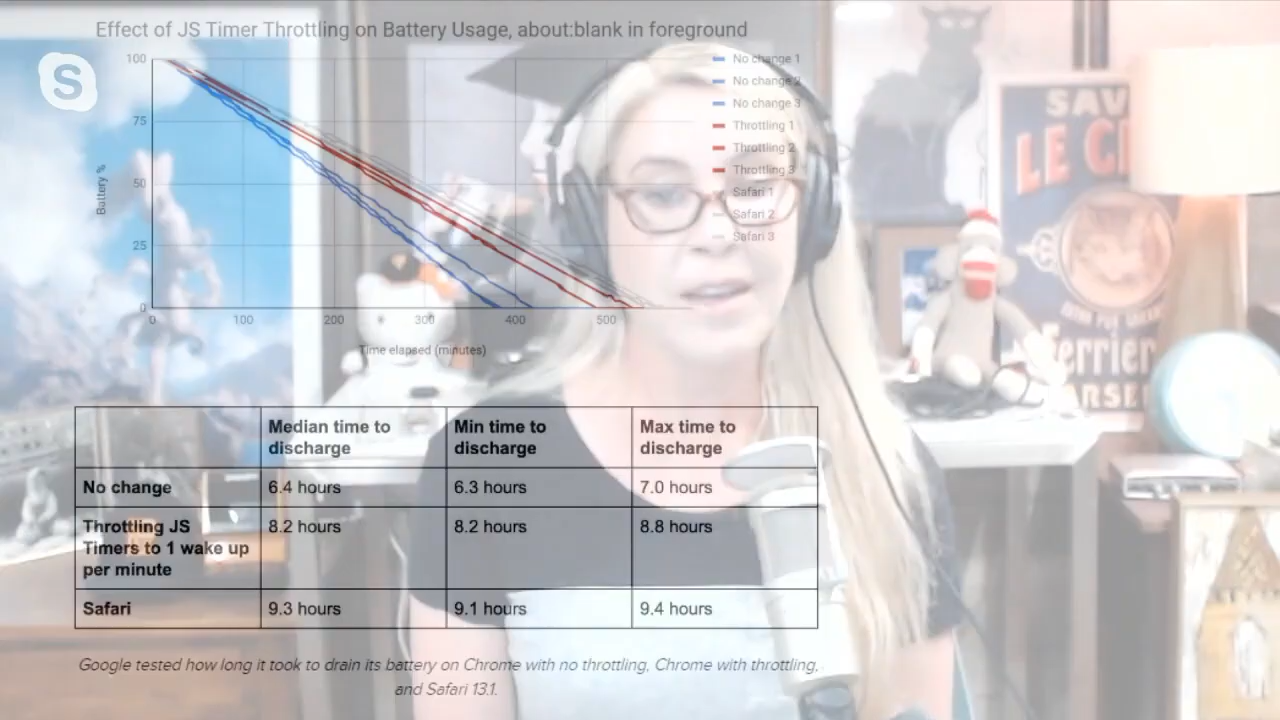 Effect of JS Timer Throttling on Battery Usage, about:blank in foreground
S
No change 1
No change 2
No change 3
Throttling 1
Throttling 2
Throttling 3
Safari 1
Safari 2
Safari 3
100
75
50
25
0
Battery %
0 100 200 300 400 500
Time elapsed (minutes)
SAV
LE C
Ferrier
ARSE
Median time to discharge Min time to discharge Max time to discharge
No change 6.4 hours 6.3 hours 7.0 hours
Throttling JS Timers to 1 wake up per minute 8.2 hours 8.2 hours 8.8 hours
Safari 9.3 hours 9.1 hours 9.4 hours
Google tested how long it took to drain its battery on Chrome with no throttling, Chrome with throttling,
and Safari 13.1.